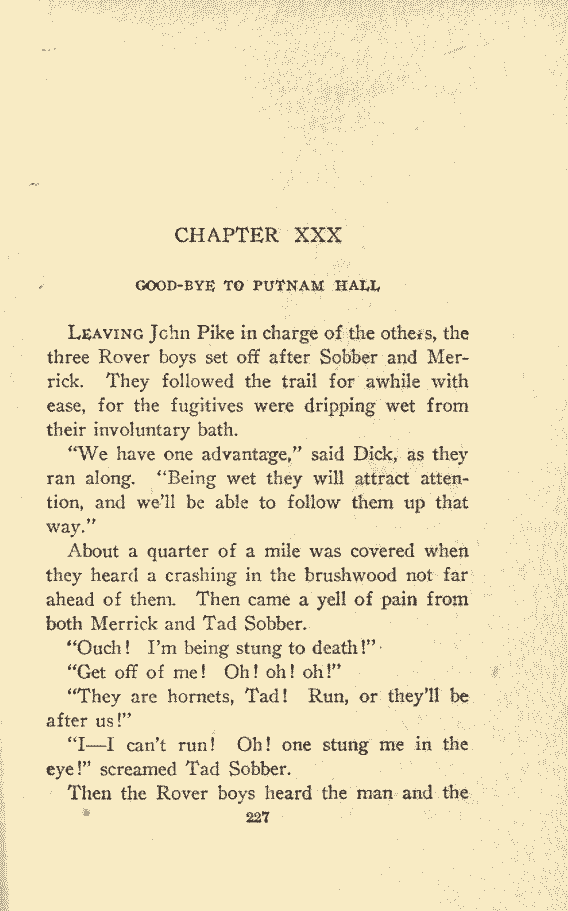 CHAPTER XXX
GOOD-BYE TO PUTNAM HALL
LEAVING John Pike in charge of the others, the
three Rover boys set off after Sobber and Mer-
rick. They followed the trail for awhile with
ease, for the fugitives were dripping wet from
their involuntary bath.
“We have one advantage,” said Dick, as they
ran along. “Being wet they will attract atten-
tion, and we’ll be able to follow them up that
way.”
About a quarter of a mile was covered when
they heard a crashing in the brushwood not far
ahead of them. Then came a yell of pain from
both Merrick and Tad Sobber.
“Ouch! I’m being stung to death!”
“Get off of me! Oh! oh! oh!”
“They are hornets, Tad! Run, or they’ll be
after us!”
“I—I can’t run! Oh! one stung me in the
eye!” screamed Tad Sobber.
Then the Rover boys heard the man and the
227